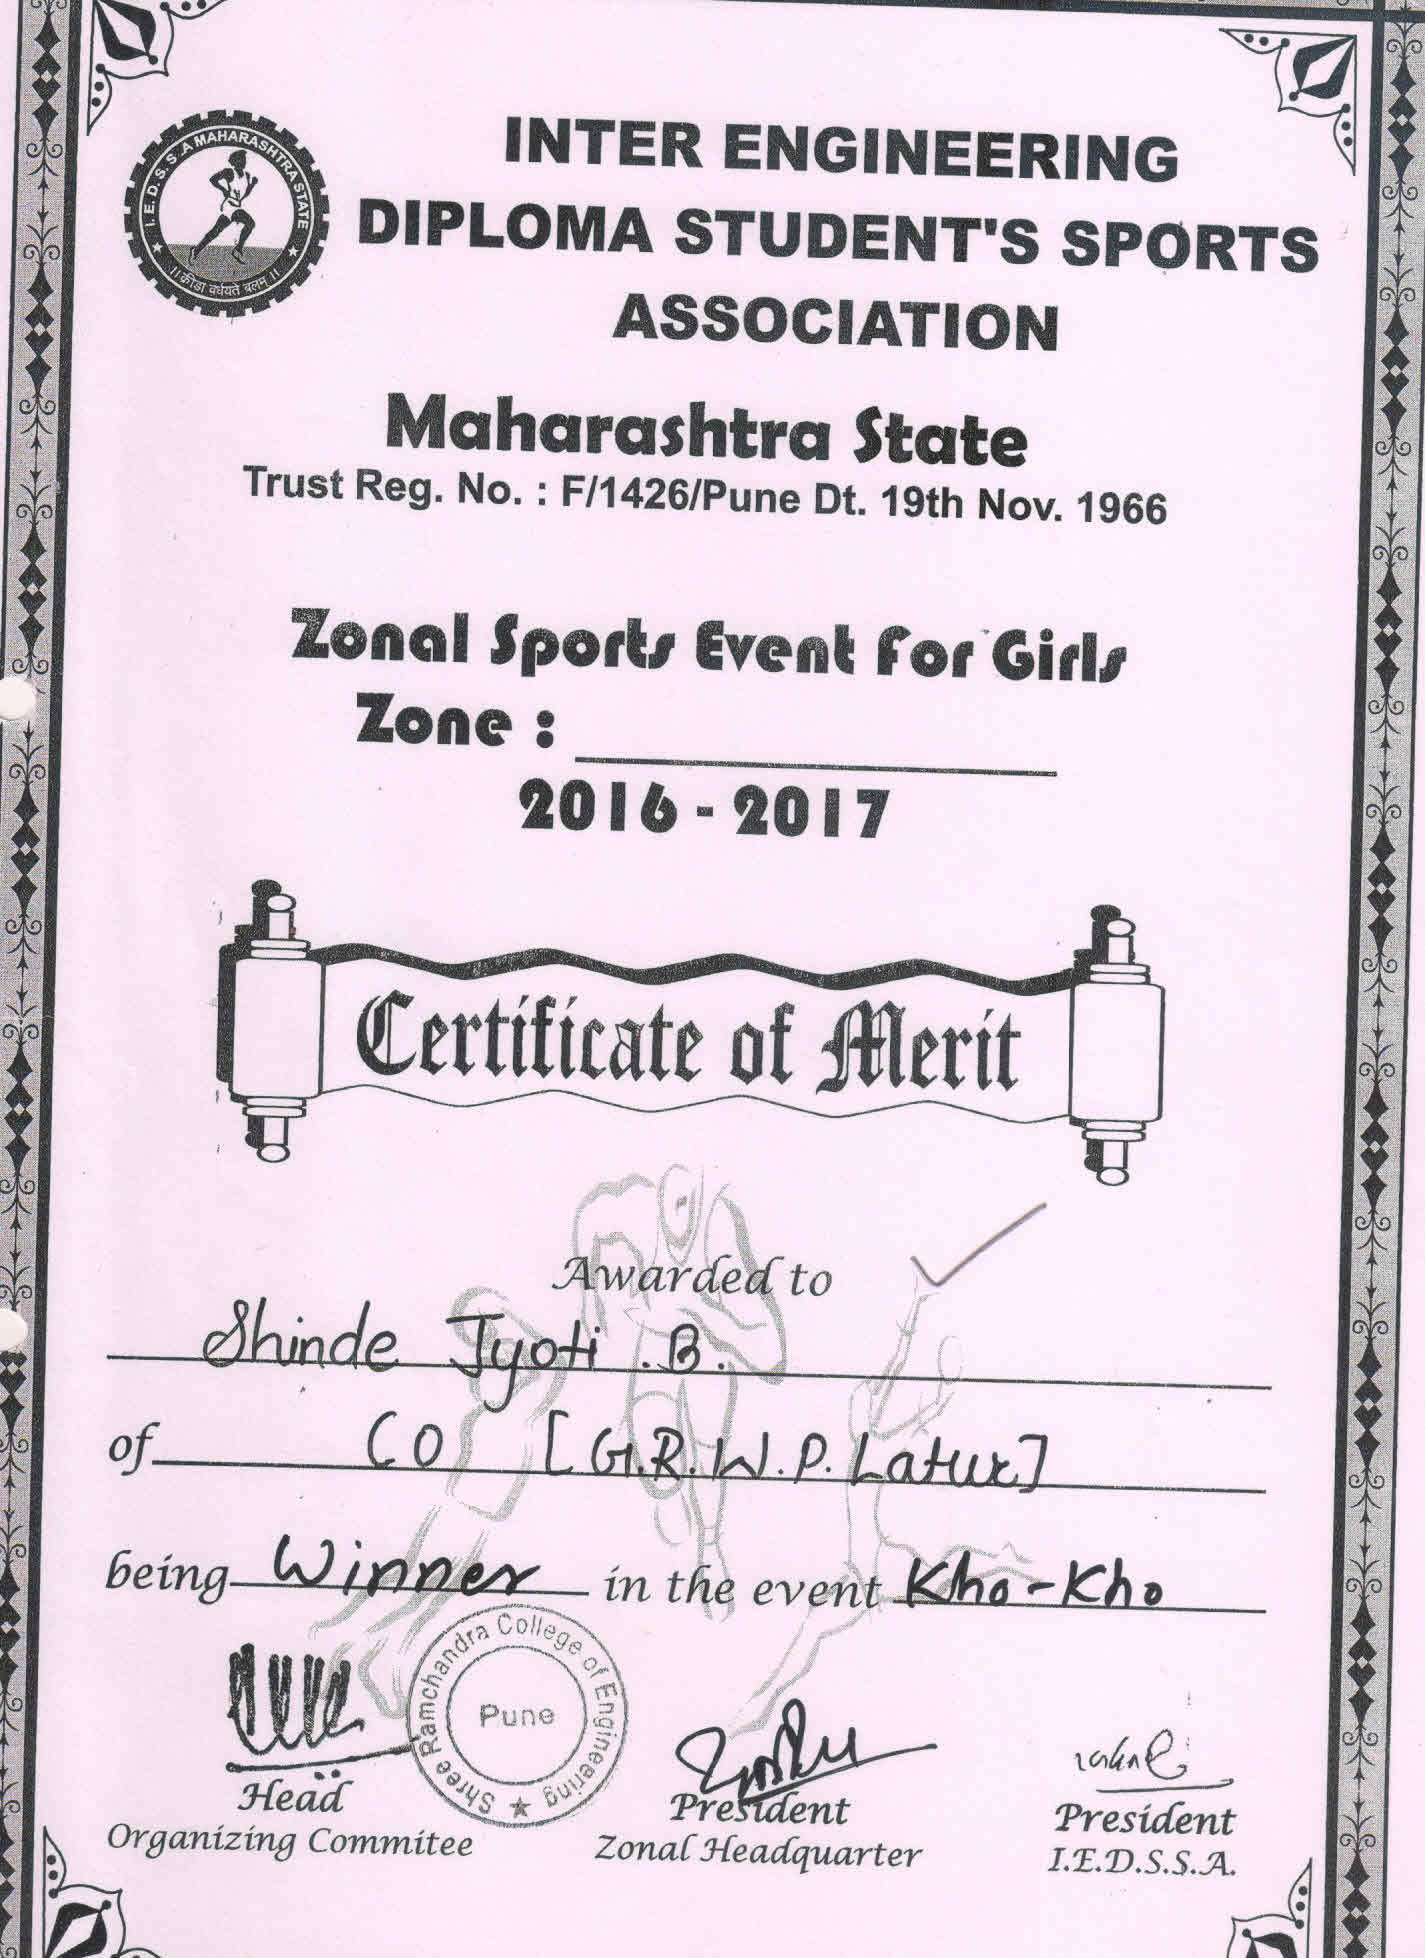 I. E. D. S. S. A MAHARASHTRA STATE
।। क्रीडा वर्धयते बलम् ।।
INTER ENGINEERING
DIPLOMA STUDENT'S SPORTS
ASSOCIATION
Maharashtra State
Trust Reg. No. : F/1426/Pune Dt. 19th Nov. 1966
Zonal Sports Event For Girls
Zone :
2016 - 2017
Certificate of Merit
Awarded to
Shinde Jyoti .B.
of CO [G.R.W.P. Latur]
being Winner in the event Kho-Kho
Shree Ramchandra College of Engineering
Pune
Head
Organizing Commitee
President
Zonal Headquarter
President
I.E.D.S.S.A.